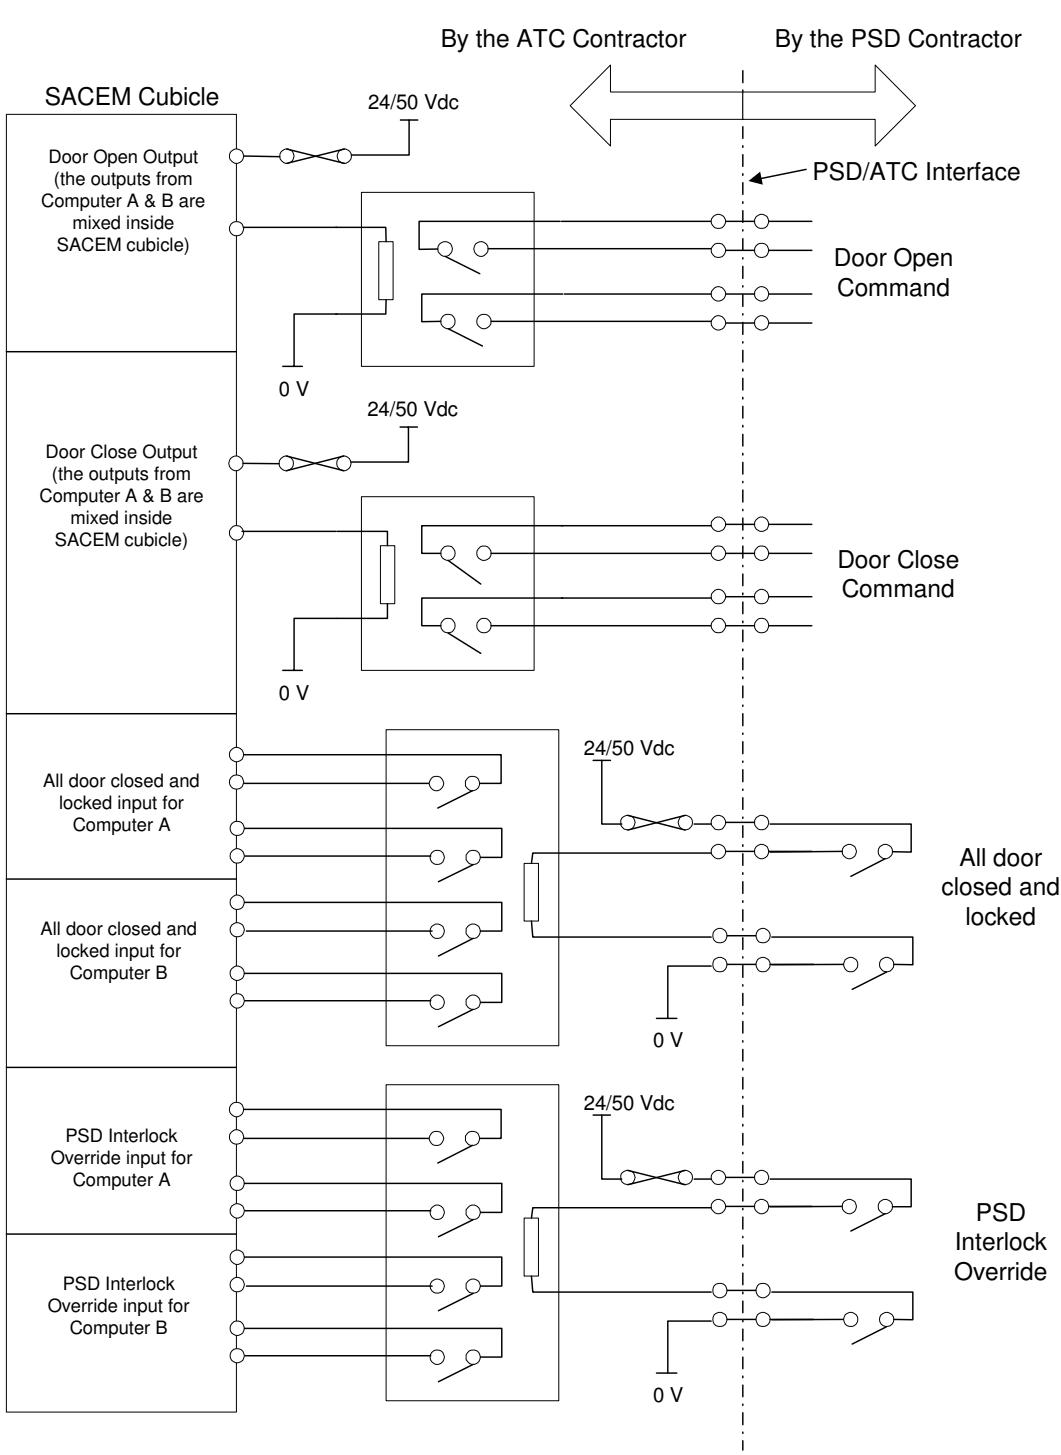 By the ATC Contractor
By the PSD Contractor
SACEM Cubicle
24/50 Vdc
Door Open Output
(the outputs from
Computer A & B are
mixed inside
SACEM cubicle)
PSD/ATC Interface
Door Open
Command
0 V
24/50 Vdc
Door Close Output
(the outputs from
Computer A & B are
mixed inside
SACEM cubicle)
Door Close
Command
0 V
24/50 Vdc
All door closed and
locked input for
Computer A
All door
closed and
locked
All door closed and
locked input for
Computer B
0 V
24/50 Vdc
PSD Interlock
Override input for
Computer A
PSD
Interlock
Override
PSD Interlock
Override input for
Computer B
0 V